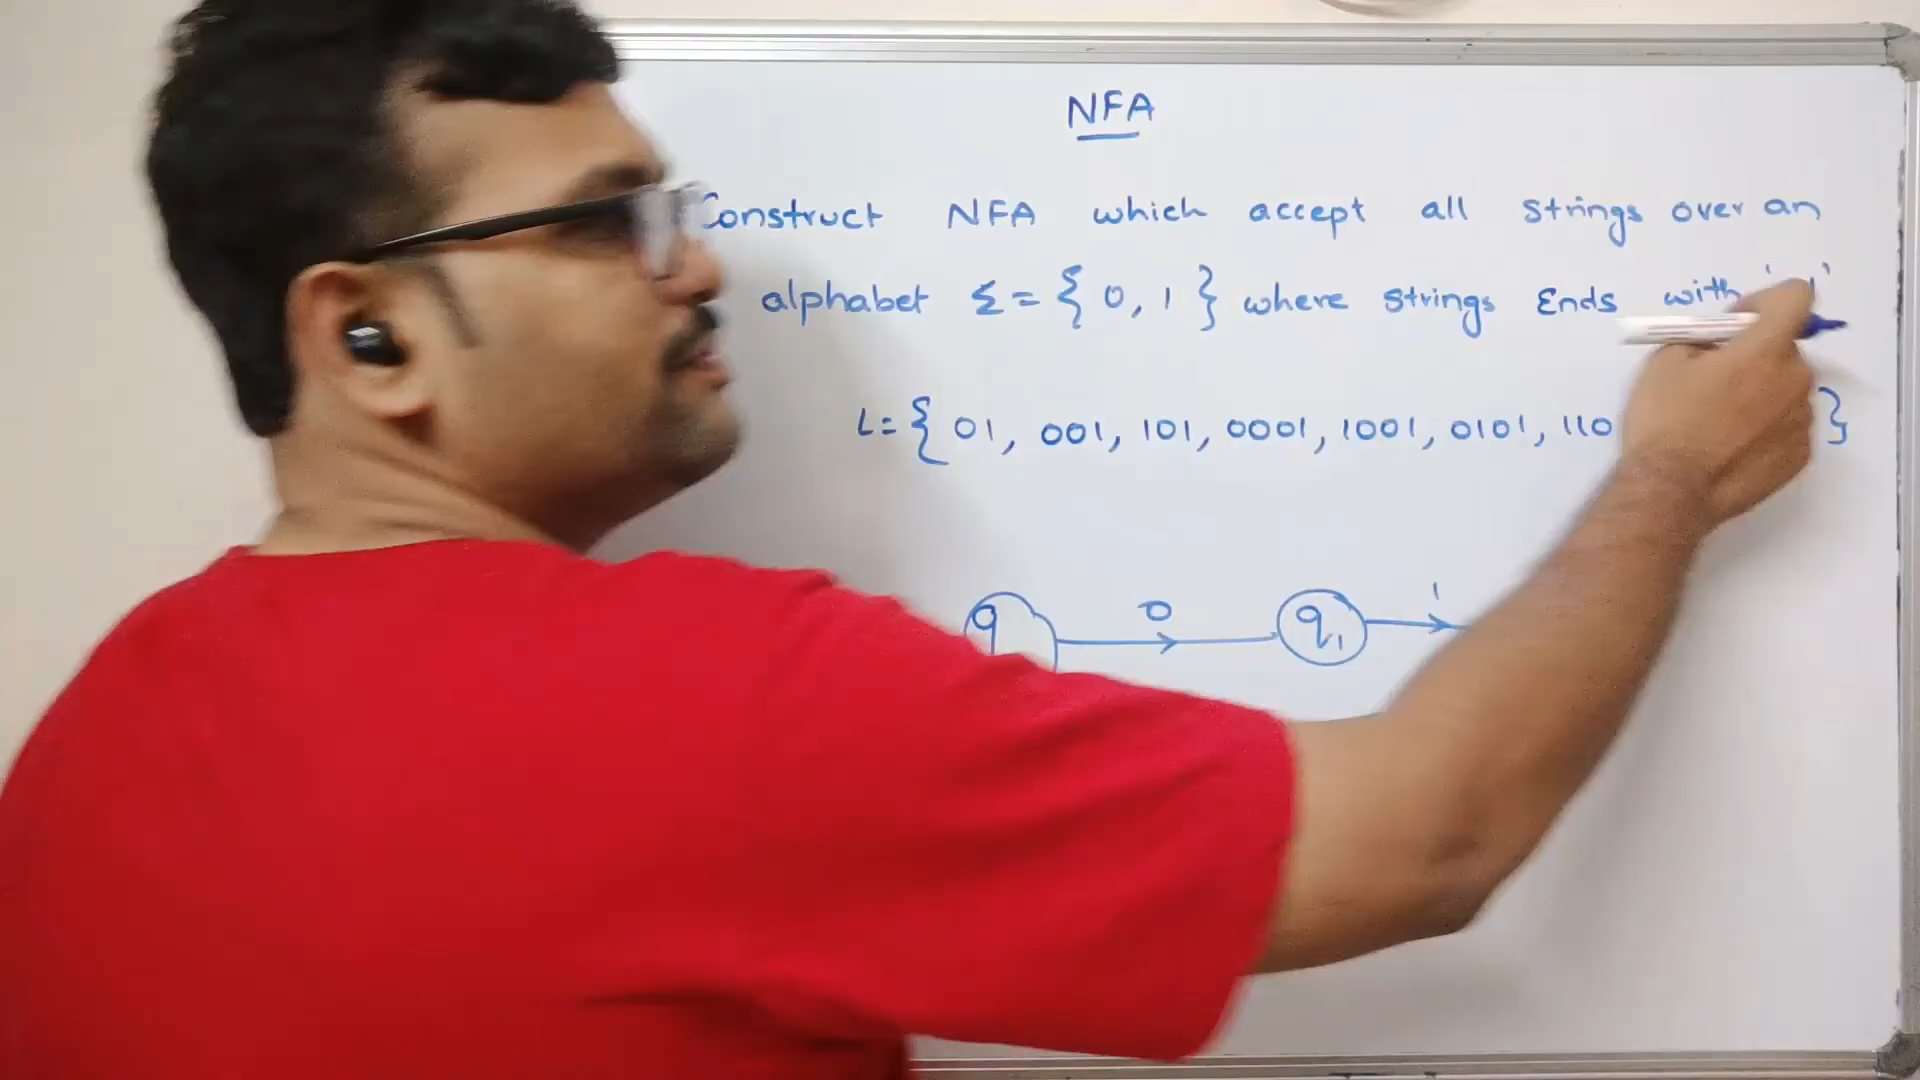 NFA
Construct NFA which accept all strings over an
alphabet Σ = { 0, 1 } where strings Ends with
L = { 01, 001, 101, 0001, 1001, 0101, 110 }
q 0 q1 1